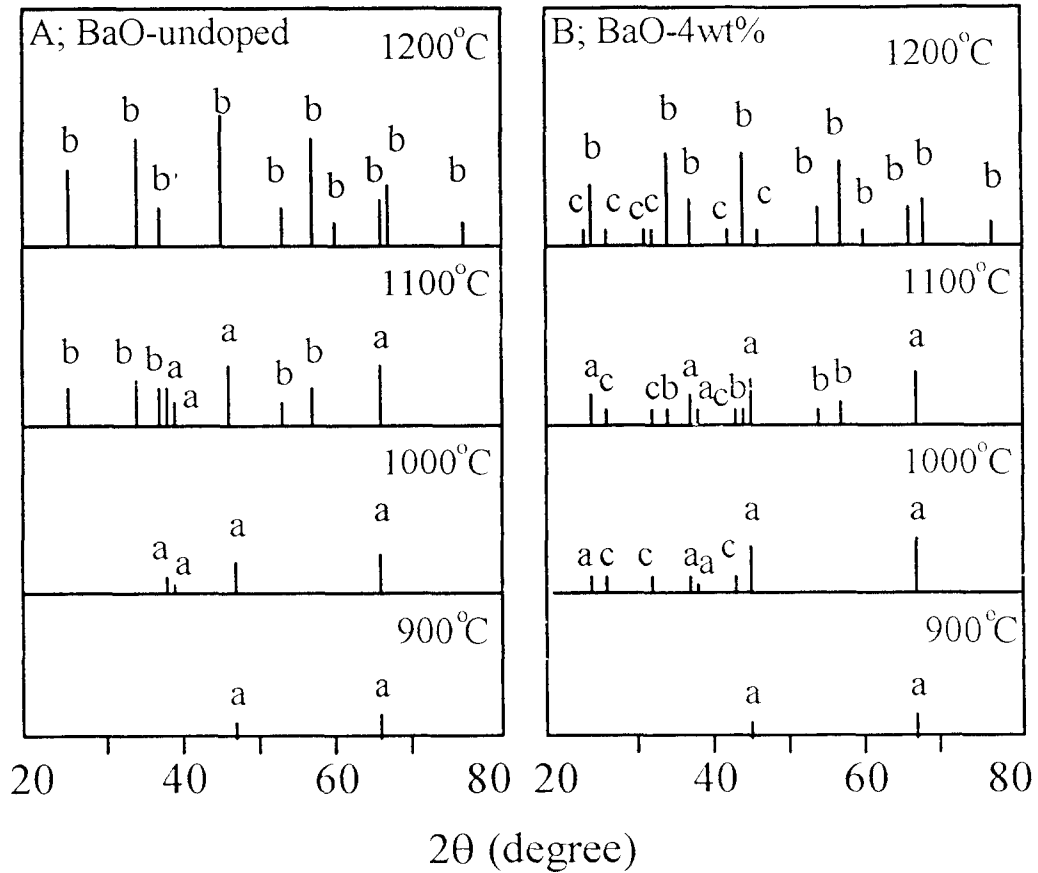 A; BaO-undoped
1200°C
b b b b b b b b b b
1100°C
b b b a a a b b a
1000°C
a a a a
900°C
a a
20 40 60 80
B; BaO-4wt%
1200°C
c b c c c b b c b c b b b b b b
1100°C
a c c b a a c b a b b a
1000°C
a c c a a c a a
900°C
a a
20 40 60 80
2θ (degree)